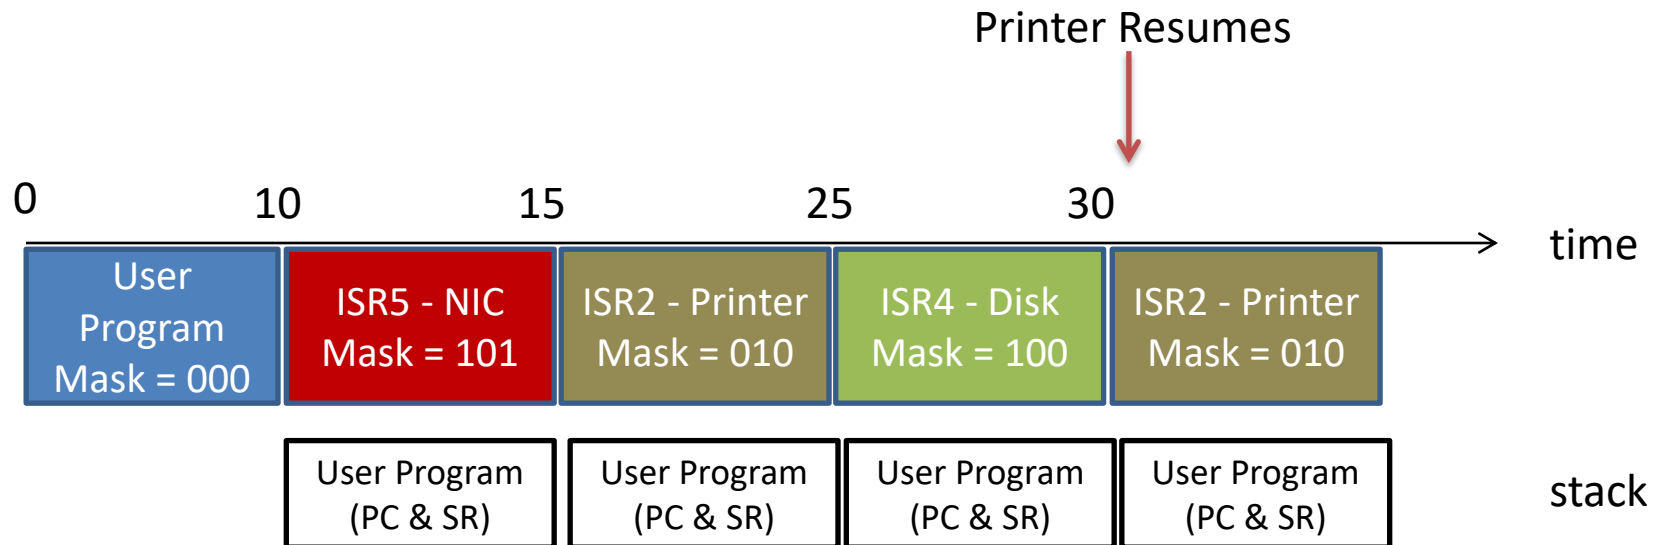 Printer Resumes
0
10
15
25
30
time
User
Program
Mask = 000
ISR5 - NIC
Mask = 101
ISR2 - Printer
Mask = 010
ISR4 - Disk
Mask = 100
ISR2 - Printer
Mask = 010
User Program
(PC & SR)
User Program
(PC & SR)
User Program
(PC & SR)
User Program
(PC & SR)
stack